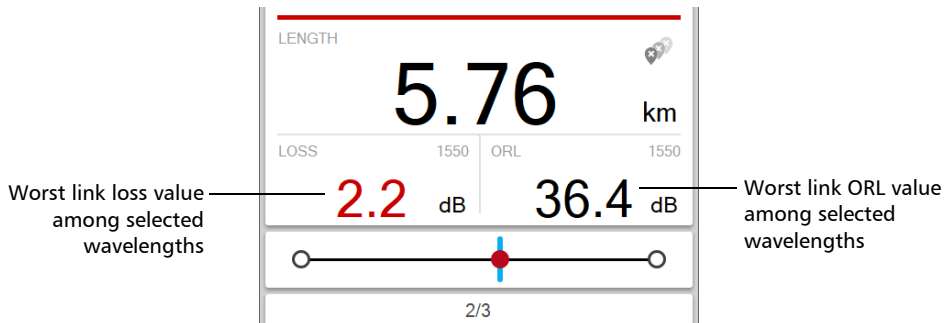 LENGTH
5.76 km
LOSS 1550 ORL 1550
2.2 dB 36.4 dB
Worst link loss value
among selected
wavelengths
Worst link ORL value
among selected
wavelengths
2/3